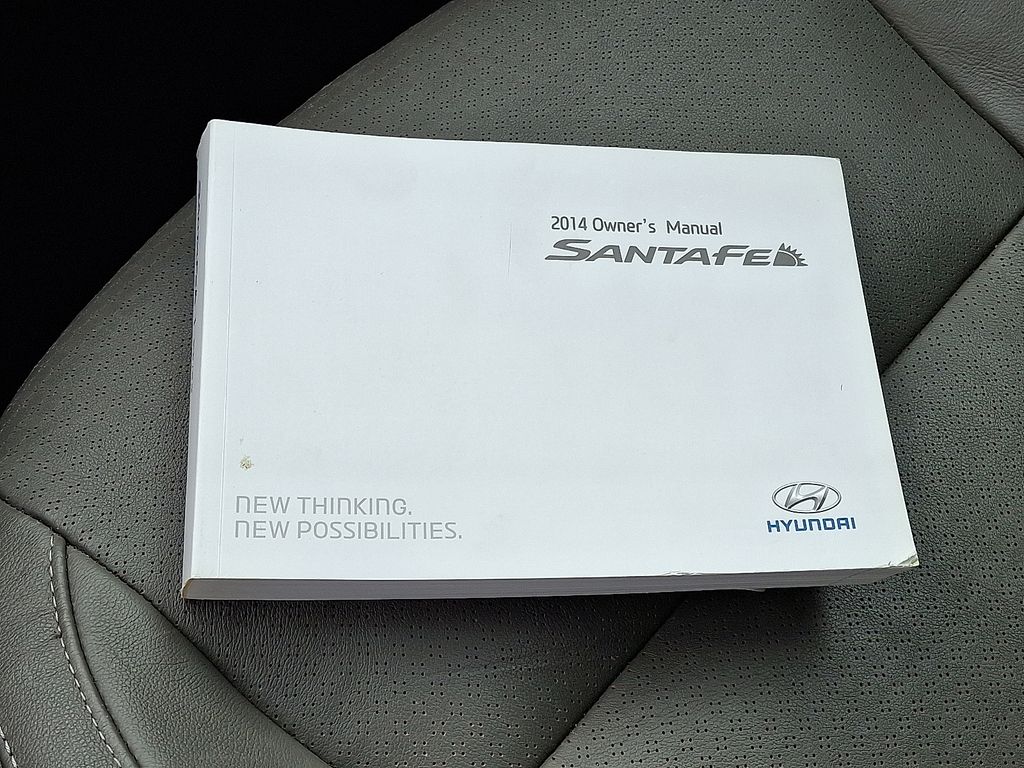 2014 Owner's Manual
SANTAFE
NEW THINKING.
NEW POSSIBILITIES.
HYUNDAI